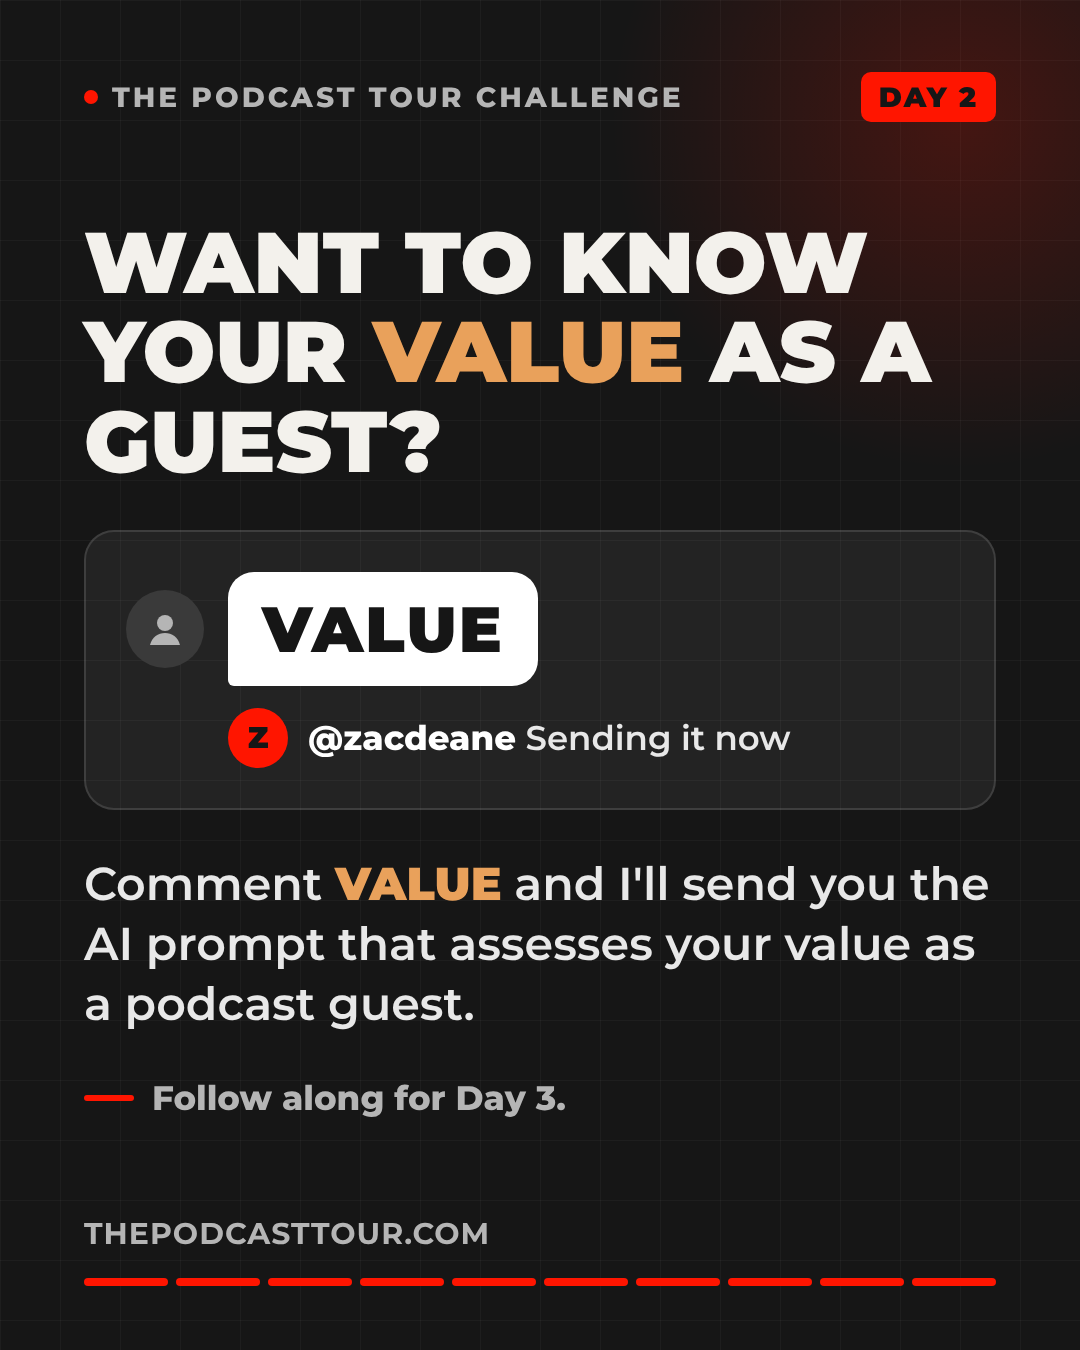 THE PODCAST TOUR CHALLENGE
DAY 2
WANT TO KNOW
YOUR VALUE AS A
GUEST?
VALUE
Z
@zacdeane Sending it now
Comment VALUE and I'll send you the
AI prompt that assesses your value as
a podcast guest.
Follow along for Day 3.
THEPODCASTTOUR.COM